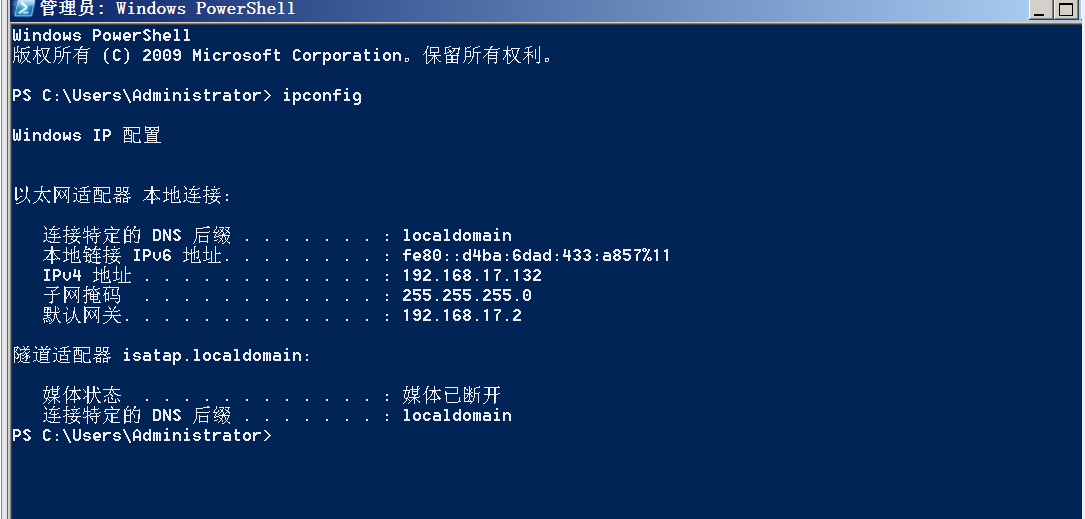 管理员: Windows PowerShell
Windows PowerShell
版权所有 (C) 2009 Microsoft Corporation。保留所有权利。
PS C:\Users\Administrator> ipconfig
Windows IP 配置
以太网适配器 本地连接:
连接特定的 DNS 后缀 . . . . . . . : localdomain
本地链接 IPv6 地址. . . . . . . . : fe80::d4ba:6dad:433:a857%11
IPv4 地址 . . . . . . . . . . . . : 192.168.17.132
子网掩码  . . . . . . . . . . . . : 255.255.255.0
默认网关. . . . . . . . . . . . . : 192.168.17.2
隧道适配器 isatap.localdomain:
媒体状态  . . . . . . . . . . . . : 媒体已断开
连接特定的 DNS 后缀 . . . . . . . : localdomain
PS C:\Users\Administrator>